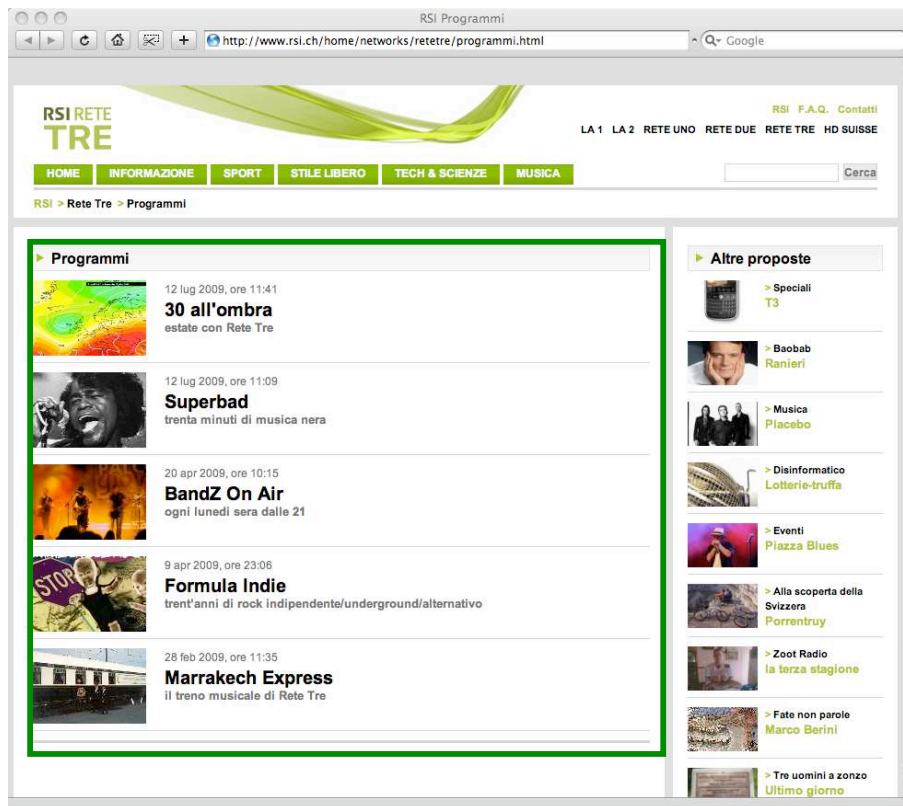 RSI Programmi
http://www.rsi.ch/home/networks/retetre/programmi.html
Google
RSI RETE
TRE
RSI F.A.Q. Contatti
LA 1 LA 2 RETE UNO RETE DUE RETE TRE HD SUISSE
HOME INFORMAZIONE SPORT STILE LIBERO TECH & SCIENZE MUSICA
Cerca
RSI > Rete Tre > Programmi
Programmi
12 lug 2009, ore 11:41
30 all'ombra
estate con Rete Tre
12 lug 2009, ore 11:09
Superbad
trenta minuti di musica nera
20 apr 2009, ore 10:15
BandZ On Air
ogni lunedi sera dalle 21
9 apr 2009, ore 23:06
Formula Indie
trent'anni di rock indipendente/underground/alternativo
28 feb 2009, ore 11:35
Marrakech Express
il treno musicale di Rete Tre
Altre proposte
> Speciali
T3
> Baobab
Ranieri
> Musica
Placebo
> Disinformatico
Lotterie-truffa
> Eventi
Piazza Blues
> Alla scoperta della
Svizzera
Porrentruy
> Zoot Radio
la terza stagione
> Fate non parole
Marco Berini
> Tre uomini a zonzo
Ultimo giorno
STOP